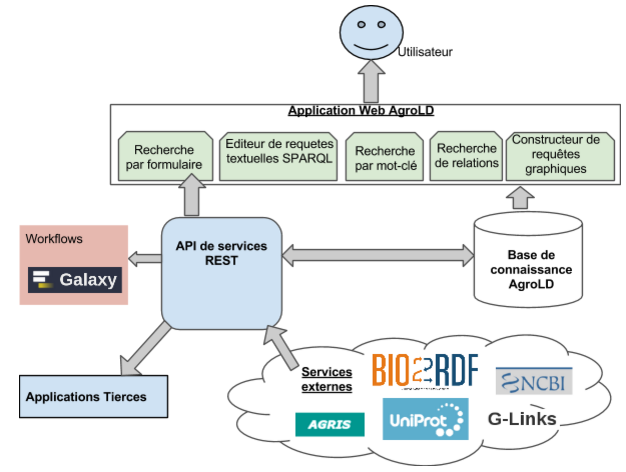 Utilisateur
Application Web AgroLD
Recherche
par formulaire
Editeur de requetes
textuelles SPARQL
Recherche
par mot-clé
Recherche
de relations
Constructeur de
requêtes
graphiques
Workflows
Galaxy
API de services
REST
Base de
connaissance
AgroLD
Applications Tierces
Services
externes
BIO2RDF
NCBI
AGRIS
UniProt
G-Links